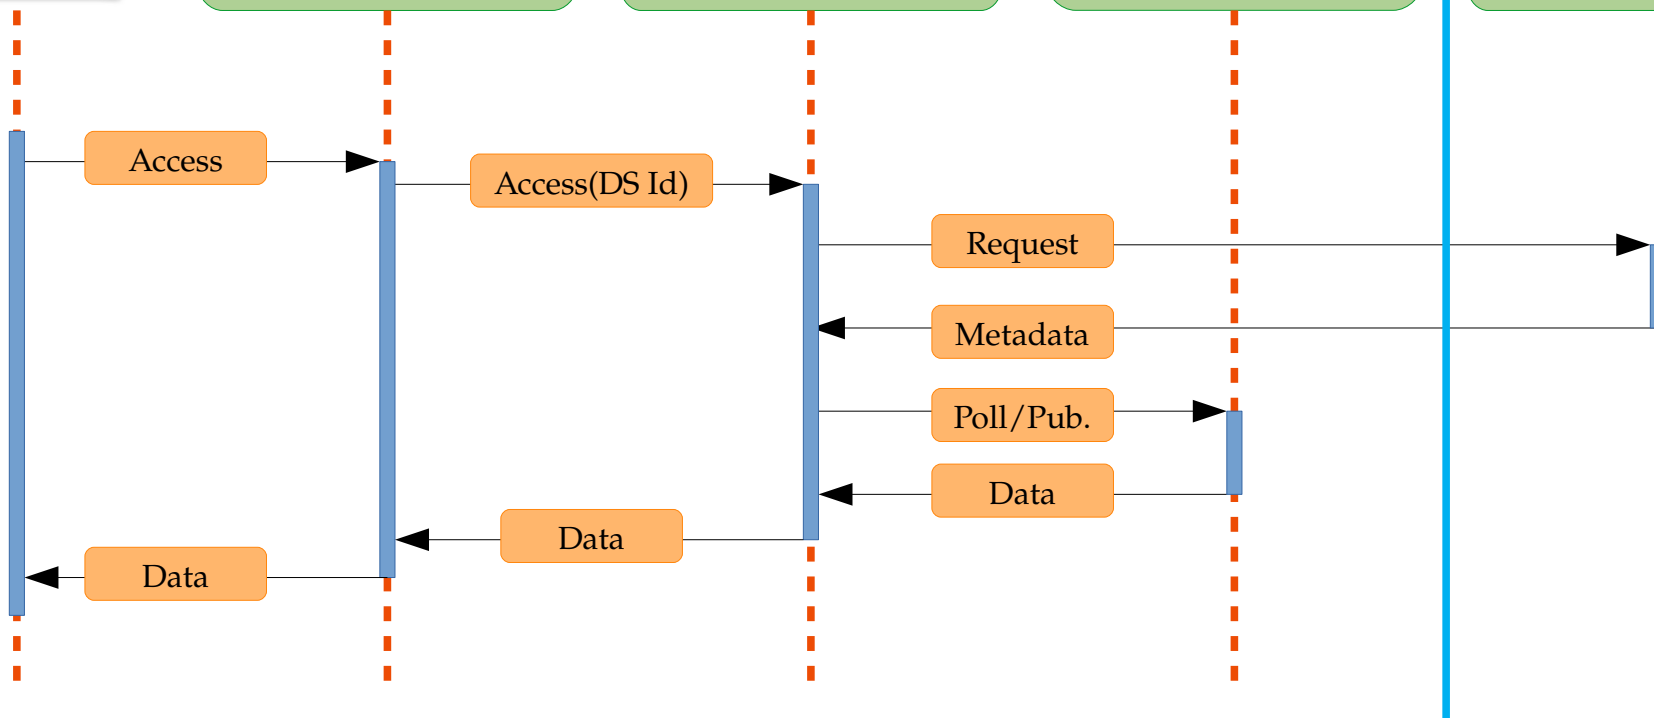 Access
Access(DS Id)
Request
Metadata
Poll/Pub.
Data
Data
Data